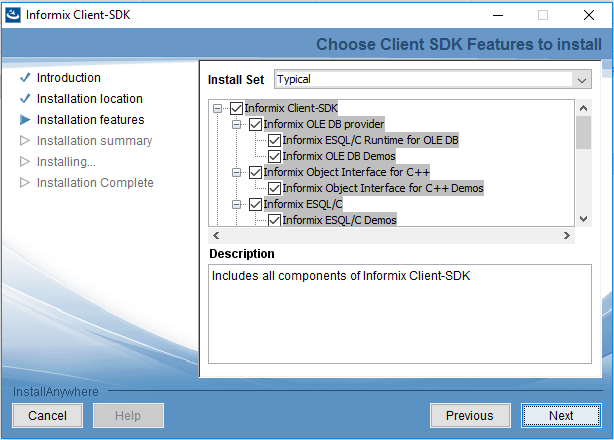 Informix Client-SDK
Choose Client SDK Features to install
Introduction
Installation location
Installation features
Installation summary
Installing...
Installation Complete
Install Set Typical
Informix Client-SDK
Informix OLE DB provider
Informix ESQL/C Runtime for OLE DB
Informix OLE DB Demos
Informix Object Interface for C++
Informix Object Interface for C++ Demos
Informix ESQL/C
Informix ESQL/C Demos
Description
Includes all components of Informix Client-SDK
InstallAnywhere
Cancel Help Previous Next